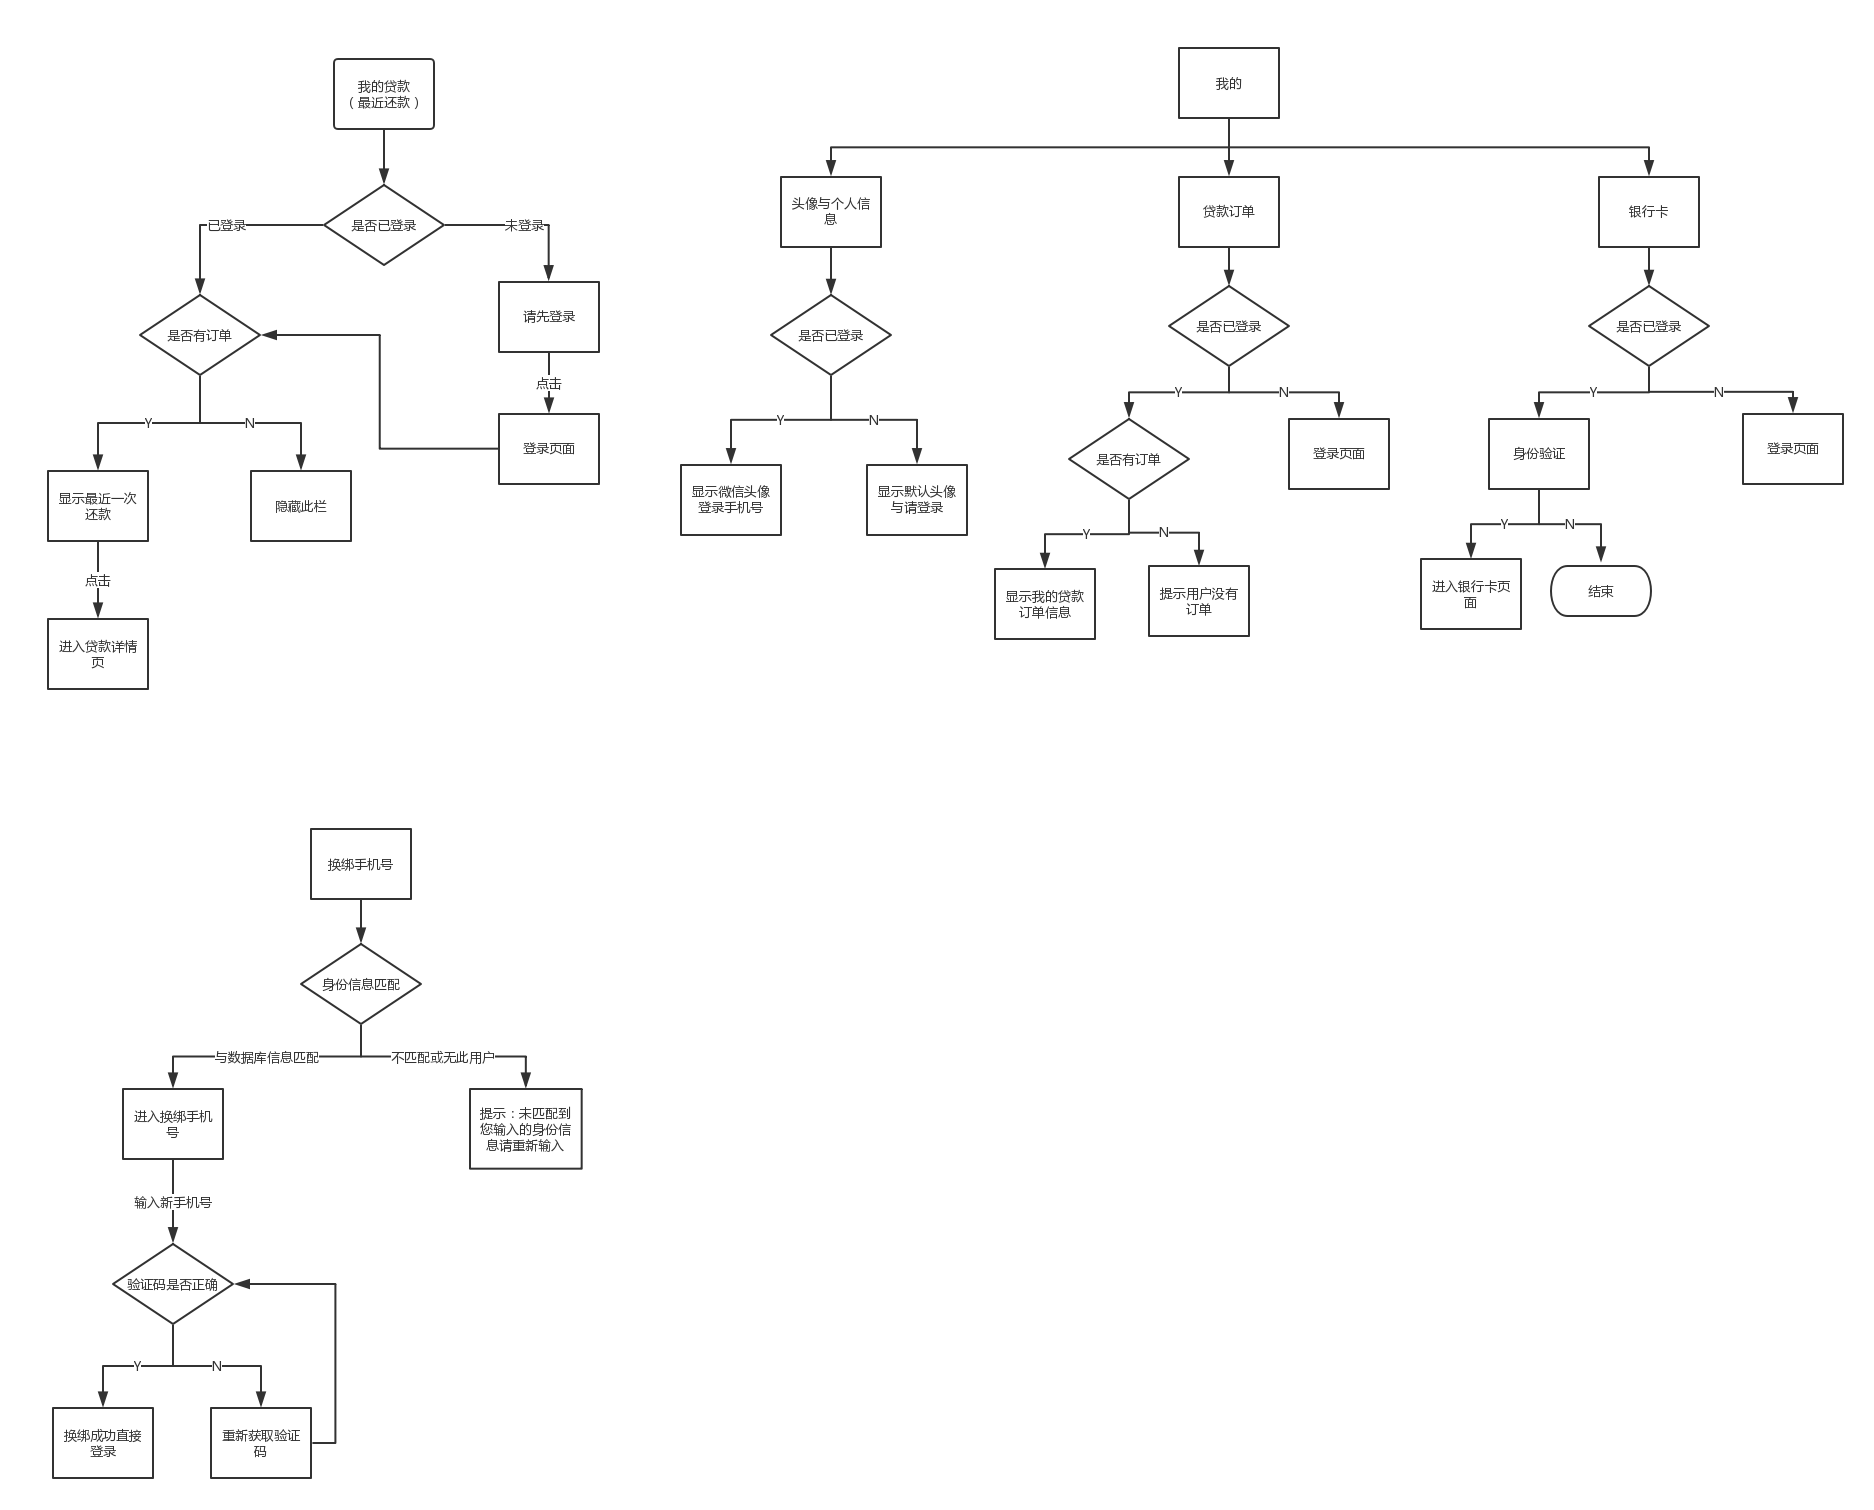 我的贷款
（最近还款）
是否已登录
已登录
未登录
是否有订单
请先登录
点击
登录页面
Y
N
显示最近一次
还款
隐藏此栏
点击
进入贷款详情
页
我的
头像与个人信
息
贷款订单
银行卡
是否已登录
是否已登录
是否已登录
Y
N
显示微信头像
登录手机号
显示默认头像
与请登录
Y
N
是否有订单
登录页面
Y
N
显示我的贷款
订单信息
提示用户没有
订单
Y
N
身份验证
登录页面
Y
N
进入银行卡页
面
结束
换绑手机号
身份信息匹配
与数据库信息匹配
不匹配或无此用户
进入换绑手机
号
提示：未匹配到
您输入的身份信
息请重新输入
输入新手机号
验证码是否正确
Y
N
换绑成功直接
登录
重新获取验证
码